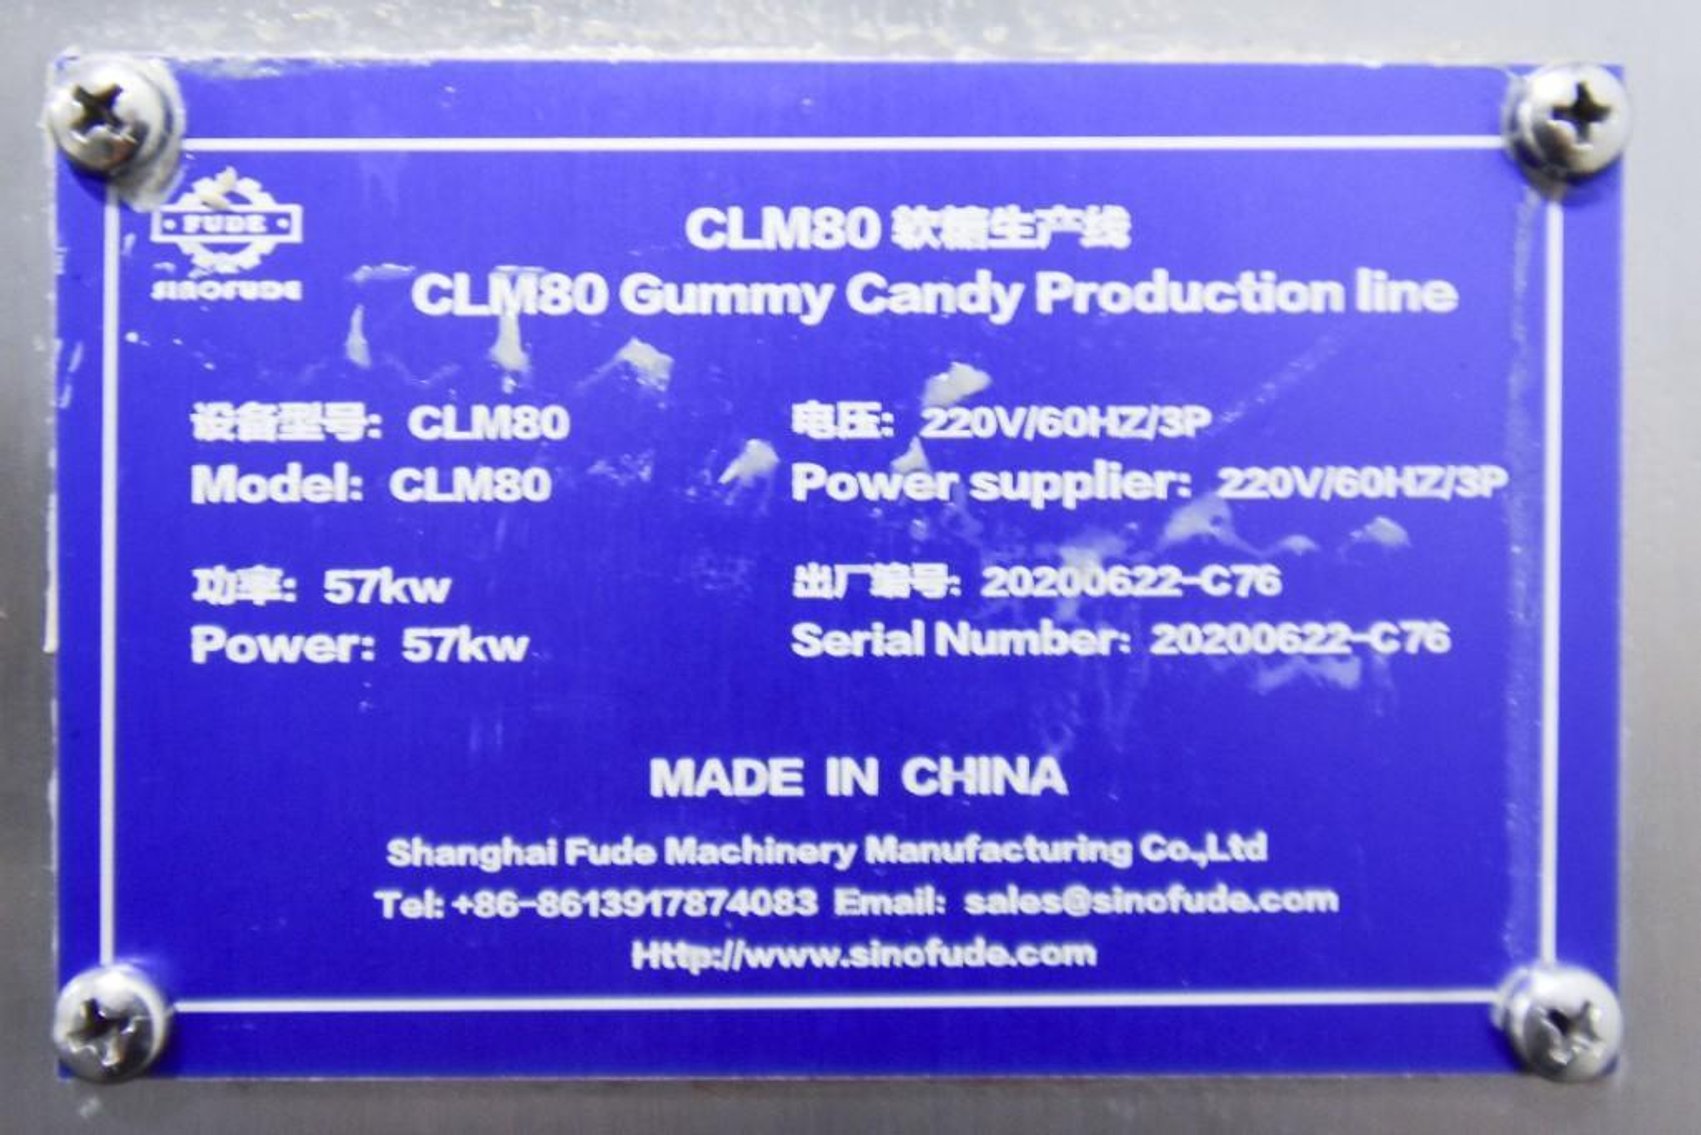 FUDE
SINOFUDE
CLM80 软糖生产线
CLM80 Gummy Candy Production line
设备型号: CLM80
电压: 220V/60HZ/3P
Model: CLM80
Power supplier: 220V/60HZ/3P
功率: 57kw
出厂编号: 20200622-C76
Power: 57kw
Serial Number: 20200622-C76
MADE IN CHINA
Shanghai Fude Machinery Manufacturing Co.,Ltd
Tel: +86-8613917874083 Email: sales@sinofude.com
Http://www.sinofude.com